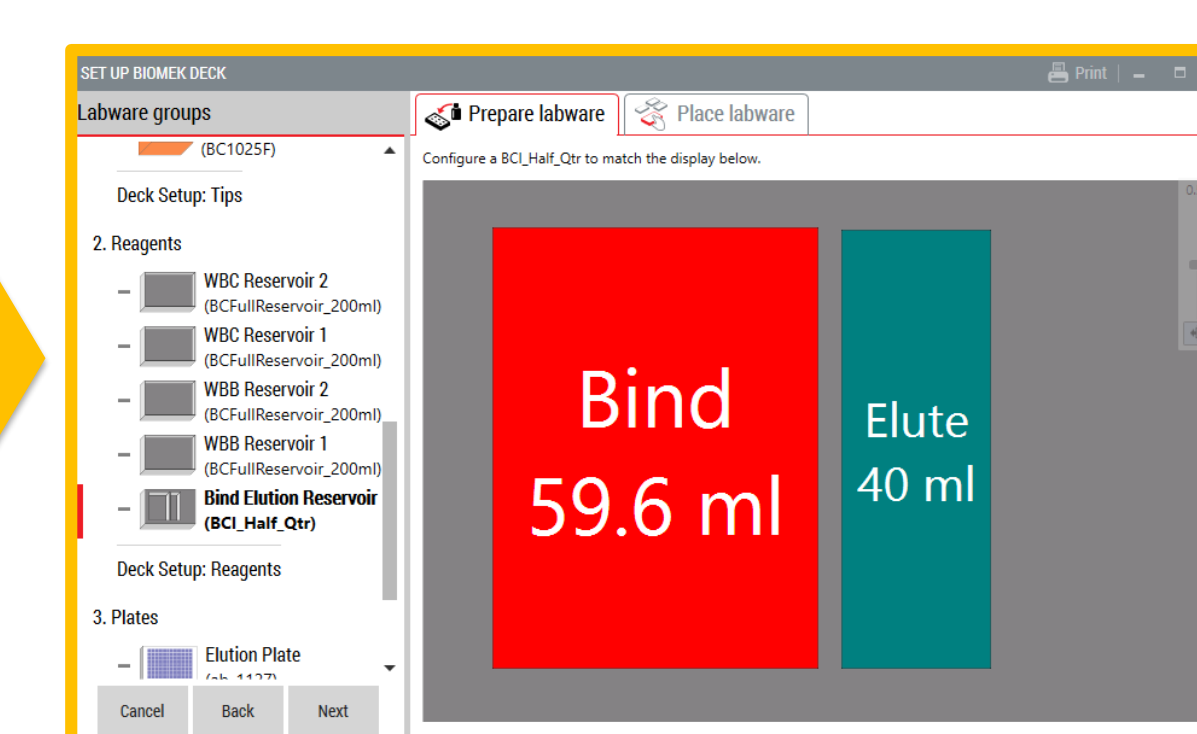 SET UP BIOMEK DECK
Print
Labware groups
Prepare labware
Place labware
(BC1025F)
Configure a BCI_Half_Qtr to match the display below.
Deck Setup: Tips
2. Reagents
WBC Reservoir 2
(BCFullReservoir_200ml)
WBC Reservoir 1
(BCFullReservoir_200ml)
WBB Reservoir 2
(BCFullReservoir_200ml)
WBB Reservoir 1
(BCFullReservoir_200ml)
Bind Elution Reservoir
(BCI_Half_Qtr)
Deck Setup: Reagents
3. Plates
Elution Plate
Cancel
Back
Next
Bind
59.6 ml
Elute
40 ml